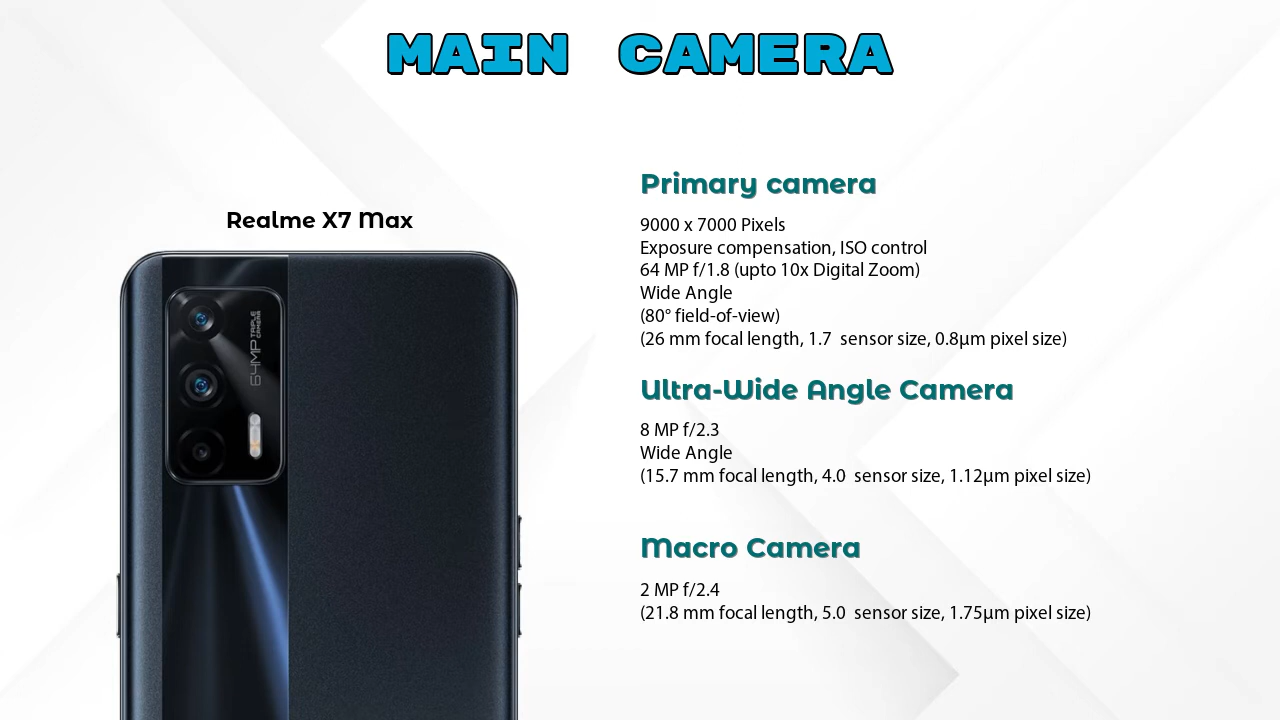 MAIN CAMERA
Realme X7 Max
64MP TRIPLE
CAMERA
Primary camera
9000 x 7000 Pixels
Exposure compensation, ISO control
64 MP f/1.8 (upto 10x Digital Zoom)
Wide Angle
(80° field-of-view)
(26 mm focal length, 1.7  sensor size, 0.8µm pixel size)
Ultra-Wide Angle Camera
8 MP f/2.3
Wide Angle
(15.7 mm focal length, 4.0  sensor size, 1.12µm pixel size)
Macro Camera
2 MP f/2.4
(21.8 mm focal length, 5.0  sensor size, 1.75µm pixel size)